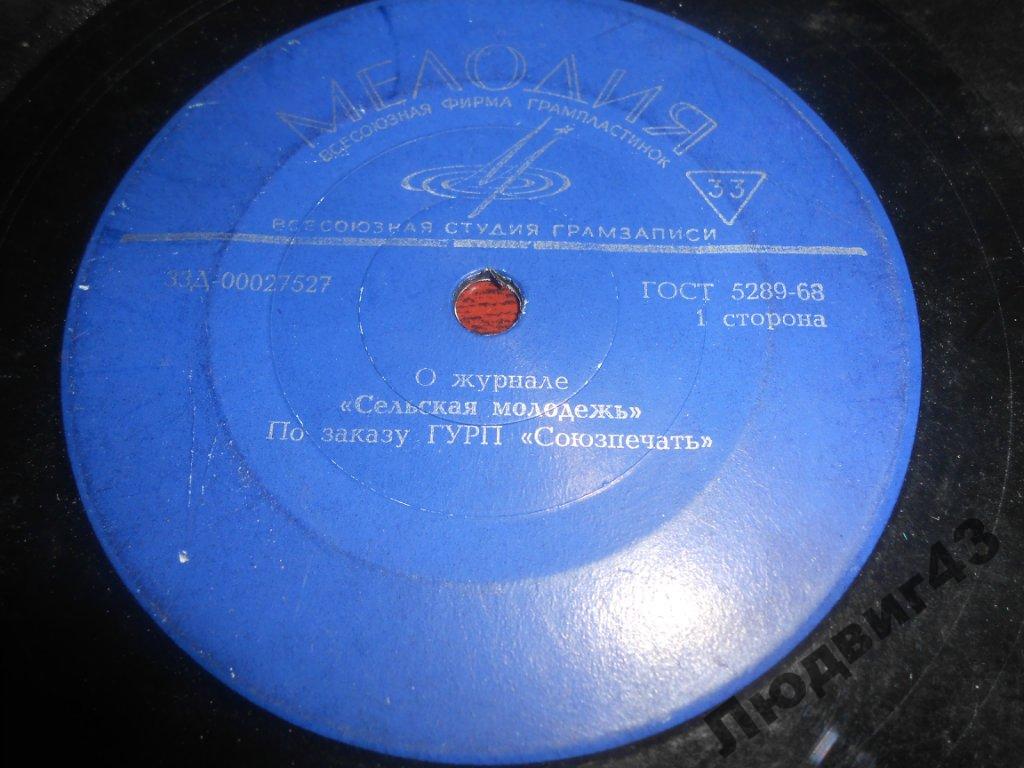 МЕЛОДИЯ
ВСЕСОЮЗНАЯ ФИРМА ГРАМПЛАСТИНОК
33
ВСЕСОЮЗНАЯ СТУДИЯ ГРАМЗАПИСИ
33Д-00027527
ГОСТ 5289-68
1 сторона
О журнале
«Сельская молодежь»
По заказу ГУРП «Союзпечать»
Людвиг43